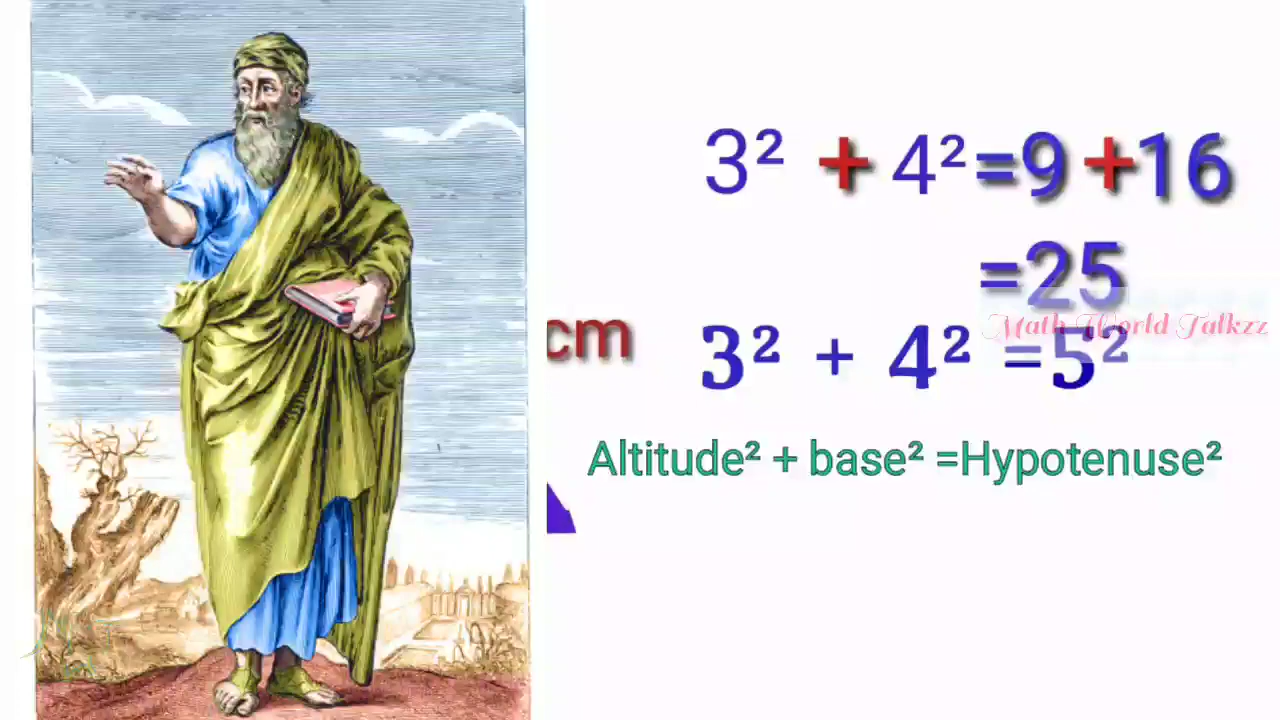 3² + 4² =9 +16
=25
Math World Talkzz
cm
3² + 4² =5²
Altitude² + base² =Hypotenuse²